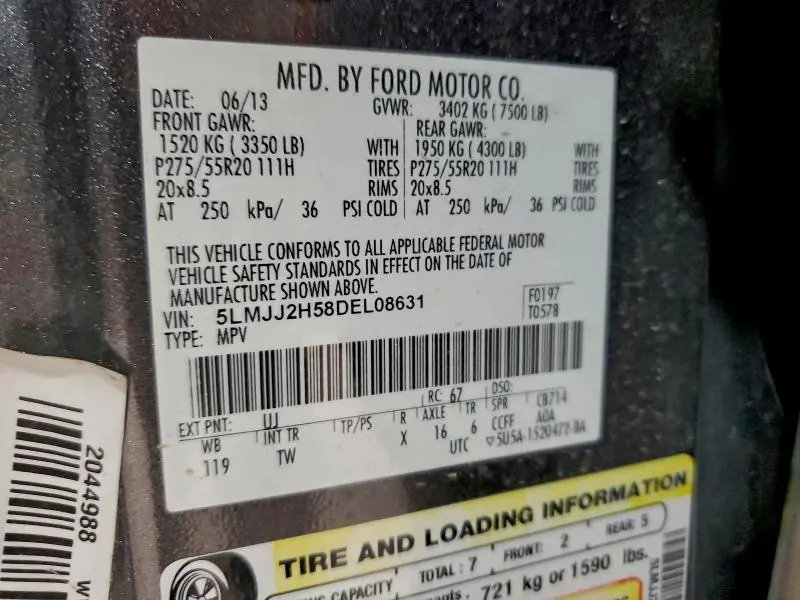 MFD. BY FORD MOTOR CO.
DATE: 06/13 GVWR: 3402 KG ( 7500 LB)
FRONT GAWR: REAR GAWR:
1520 KG ( 3350 LB) WITH 1950 KG ( 4300 LB) WITH
P275/55R20 111H TIRES P275/55R20 111H TIRES
20x8.5 RIMS 20x8.5 RIMS
AT 250 kPa/ 36 PSI COLD AT 250 kPa/ 36 PSI COLD
THIS VEHICLE CONFORMS TO ALL APPLICABLE FEDERAL MOTOR
VEHICLE SAFETY STANDARDS IN EFFECT ON THE DATE OF
MANUFACTURE SHOWN ABOVE.
VIN: 5LMJJ2H58DEL08631
F0197
T0578
TYPE: MPV
EXT PNT: UJ RC: 67 DSO:
WB INT TR TP/PS R AXLE TR SPR CB714
119 TW X 16 6 CCFF AOA
UTC 5U5A-1520472-BA
2044988
TIRE AND LOADING INFORMATION
CAPACITY TOTAL : 7 FRONT: 2 REAR: 5
721 kg or 1590 lbs.